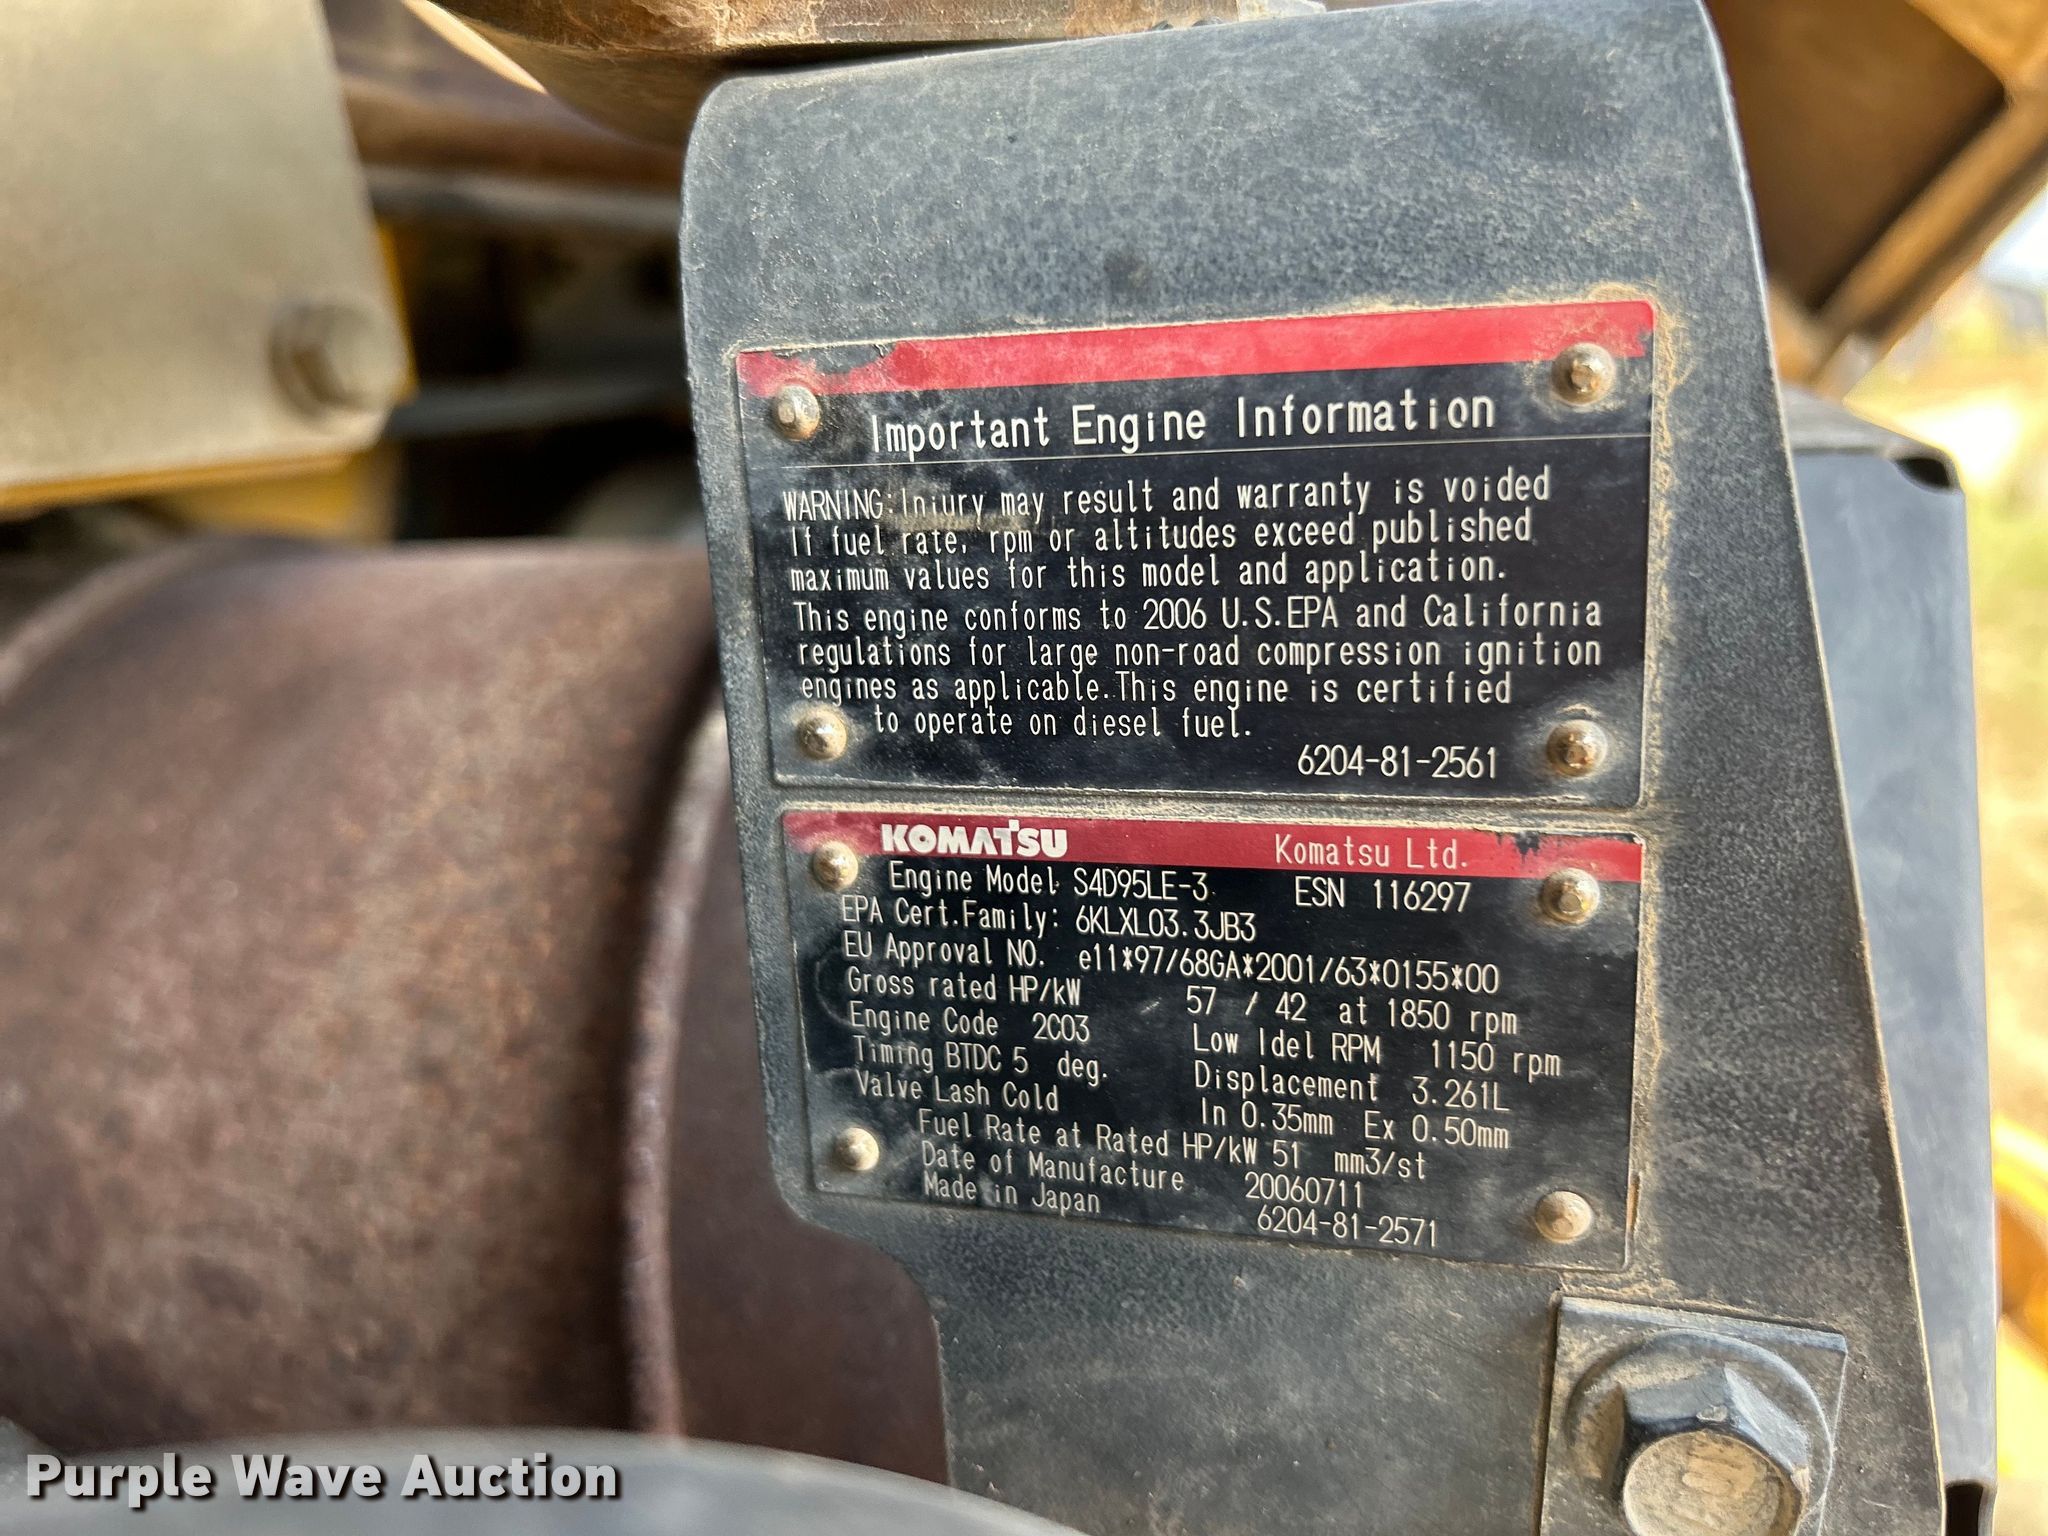 Important Engine Information
WARNING: Injury may result and warranty is voided
If fuel rate, rpm or altitudes exceed published
maximum values for this model and application.
This engine conforms to 2006 U.S.EPA and California
regulations for large non-road compression ignition
engines as applicable. This engine is certified
to operate on diesel fuel.
6204-81-2561
KOMATSU Komatsu Ltd.
Engine Model S4D95LE-3 ESN 116297
EPA Cert.Family: 6KLXL03.3JB3
EU Approval NO. e11*97/68GA*2001/63*0155*00
Gross rated HP/kW 57 / 42 at 1850 rpm
Engine Code 2C03 Low Idel RPM 1150 rpm
Timing BTDC 5 deg. Displacement 3.261L
Valve Lash Cold In 0.35mm Ex 0.50mm
Fuel Rate at Rated HP/kW 51 mm3/st
Date of Manufacture 20060711
Made in Japan 6204-81-2571
Purple Wave Auction